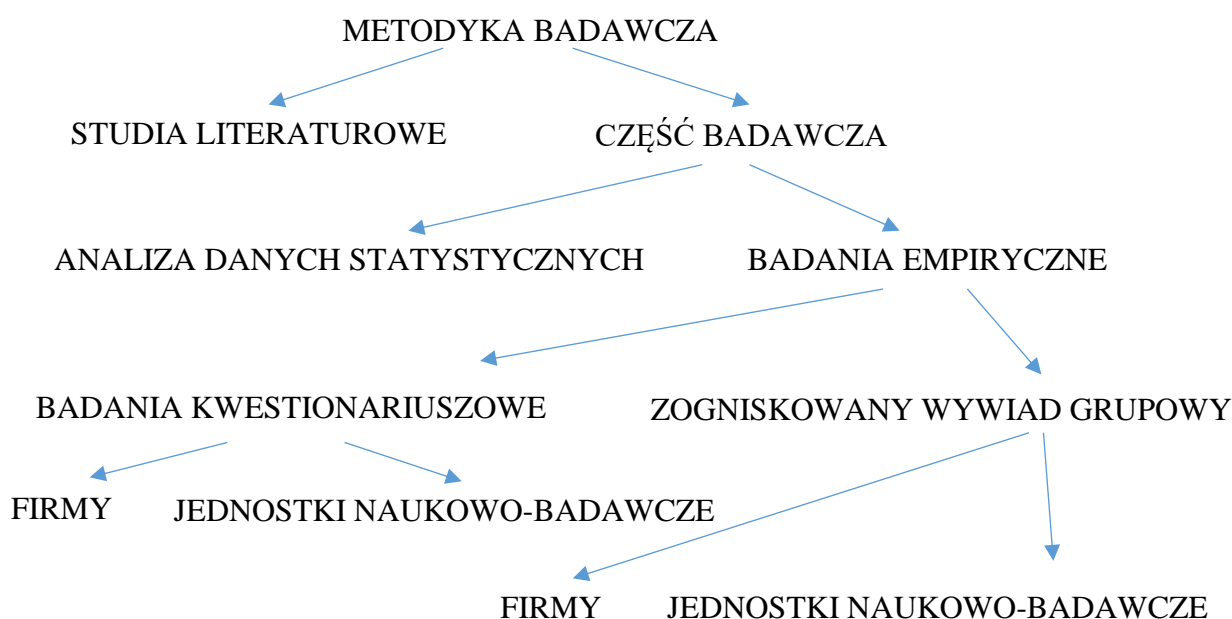 METODYKA BADAWCZA
STUDIA LITERATUROWE
CZĘŚĆ BADAWCZA
ANALIZA DANYCH STATYSTYCZNYCH
BADANIA EMPIRYCZNE
BADANIA KWESTIONARIUSZOWE
ZOGNISKOWANY WYWIAD GRUPOWY
FIRMY
JEDNOSTKI NAUKOWO-BADAWCZE
FIRMY
JEDNOSTKI NAUKOWO-BADAWCZE